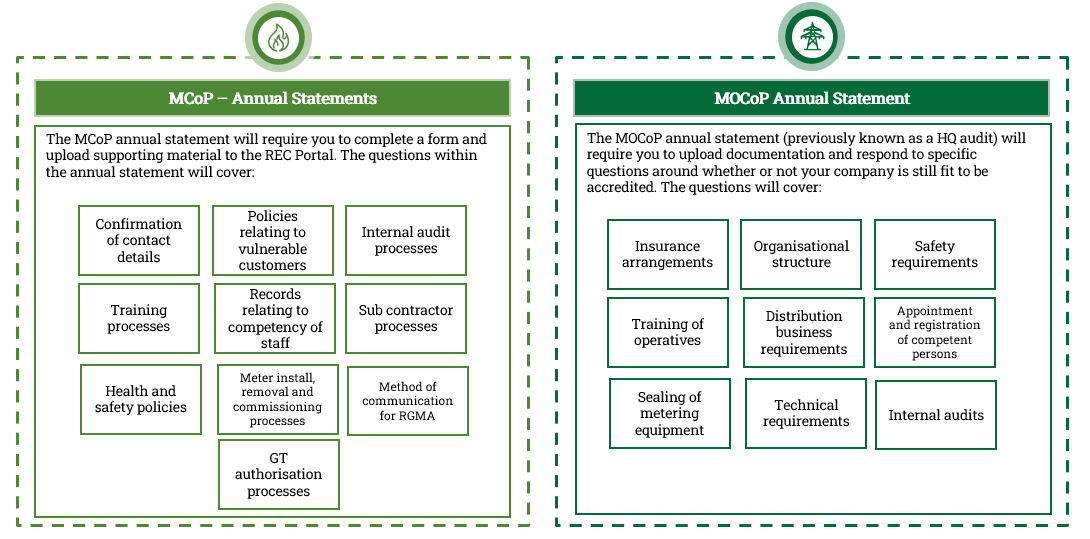 MCoP – Annual Statements
The MCoP annual statement will require you to complete a form and
upload supporting material to the REC Portal. The questions within
the annual statement will cover:
Confirmation
of contact
details
Policies
relating to
vulnerable
customers
Internal audit
processes
Training
processes
Records
relating to
competency of
staff
Sub contractor
processes
Health and
safety policies
Meter install,
removal and
commissioning
processes
Method of
communication
for RGMA
GT
authorisation
processes
MOCoP Annual Statement
The MOCoP annual statement (previously known as a HQ audit) will
require you to upload documentation and respond to specific
questions around whether or not your company is still fit to be
accredited. The questions will cover:
Insurance
arrangements
Organisational
structure
Safety
requirements
Training of
operatives
Distribution
business
requirements
Appointment
and registration
of competent
persons
Sealing of
metering
equipment
Technical
requirements
Internal audits